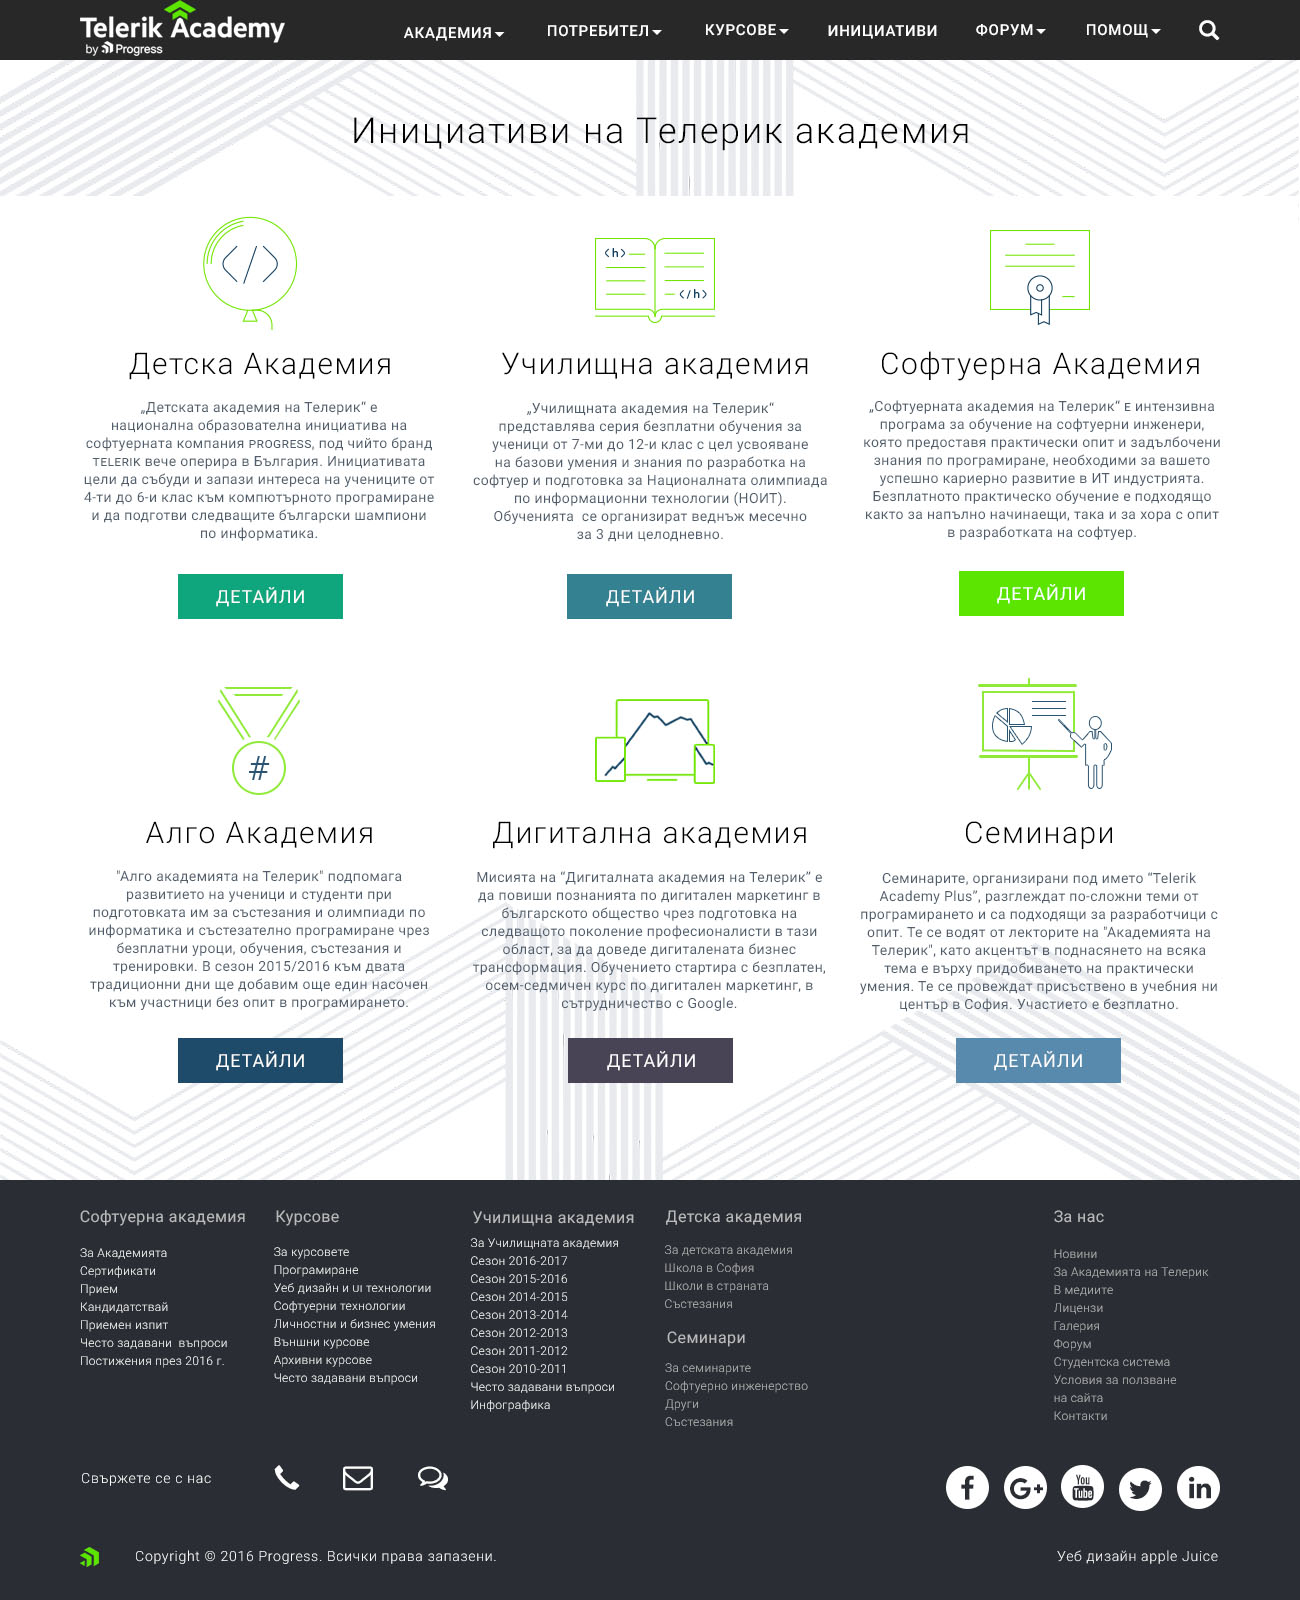 Telerik Academy
by Progress
АКАДЕМИЯ
ПОТРЕБИТЕЛ
КУРСОВЕ
ИНИЦИАТИВИ
ФОРУМ
ПОМОЩ
Инициативи на Телерик академия
</>
<h>
</h>
Детска Академия
„Детската академия на Телерик“ е
национална образователна инициатива на
софтуерната компания PROGRESS, под чийто бранд
TELERIK вече оперира в България. Инициативата
цели да събуди и запази интереса на учениците от
4-ти до 6-и клас към компютърното програмиране
и да подготви следващите български шампиони
по информатика.
ДЕТАЙЛИ
Училищна академия
„Училищната академия на Телерик“
представлява серия безплатни обучения за
ученици от 7-ми до 12-и клас с цел усвояване
на базови умения и знания по разработка на
софтуер и подготовка за Националната олимпиада
по информационни технологии (НОИТ).
Обученията  се организират веднъж месечно
за 3 дни целодневно.
ДЕТАЙЛИ
Софтуерна Академия
„Софтуерната академия на Телерик“ Е интензивна
програма за обучение на софтуерни инженери,
която предоставя практически опит и задълбочени
знания по програмиране, необходими за вашето
успешно кариерно развитие в ИТ индустрията.
Безплатното практическо обучение е подходящо
както за напълно начинаещи, така и за хора с опит
в разработката на софтуер.
ДЕТАЙЛИ
#
Алго Академия
"Алго академията на Телерик" подпомага
развитието на ученици и студенти при
подготовката им за състезания и олимпиади по
информатика и състезателно програмиране чрез
безплатни уроци, обучения, състезания и
тренировки. В сезон 2015/2016 към двата
традиционни дни ще добавим още един насочен
към участници без опит в програмирането.
ДЕТАЙЛИ
Дигитална академия
Мисията на “Дигиталната академия на Телерик” е
да повиши познанията по дигитален маркетинг в
българското общество чрез подготовка на
следващото поколение професионалисти в тази
област, за да доведе дигиталената бизнес
трансформация. Обучението стартира с безплатен,
осем-седмичен курс по дигитален маркетинг, в
сътрудничество с Google.
ДЕТАЙЛИ
Семинари
Семинарите, организирани под името “Telerik
Academy Plus”, разглеждат по-сложни теми от
програмирането и са подходящи за разработчици с
опит. Те се водят от лекторите на "Академията на
Телерик", като акцентът в поднасянето на всяка
тема е върху придобиването на практически
умения. Те се провеждат присъствено в учебния ни
център в София. Участието е безплатно.
ДЕТАЙЛИ
Софтуерна академия
За Академията
Сертификати
Прием
Кандидатствай
Приемен изпит
Често задавани  въпроси
Постижения през 2016 г.
Курсове
За курсовете
Програмиране
Уеб дизайн и UI технологии
Софтуерни технологии
Личностни и бизнес умения
Външни курсове
Архивни курсове
Често задавани въпроси
Училищна академия
За Училищната академия
Сезон 2016-2017
Сезон 2015-2016
Сезон 2014-2015
Сезон 2013-2014
Сезон 2012-2013
Сезон 2011-2012
Сезон 2010-2011
Често задавани въпроси
Инфографика
Детска академия
За детската академия
Школа в София
Школи в страната
Състезания
Семинари
За семинарите
Софтуерно инженерство
Други
Състезания
За нас
Новини
За Академията на Телерик
В медиите
Лицензи
Галерия
Форум
Студентска система
Условия за ползване
на сайта
Контакти
Свържете се с нас
f
G+
You
Tube
in
Copyright © 2016 Progress. Всички права запазени.
Уеб дизайн apple Juice